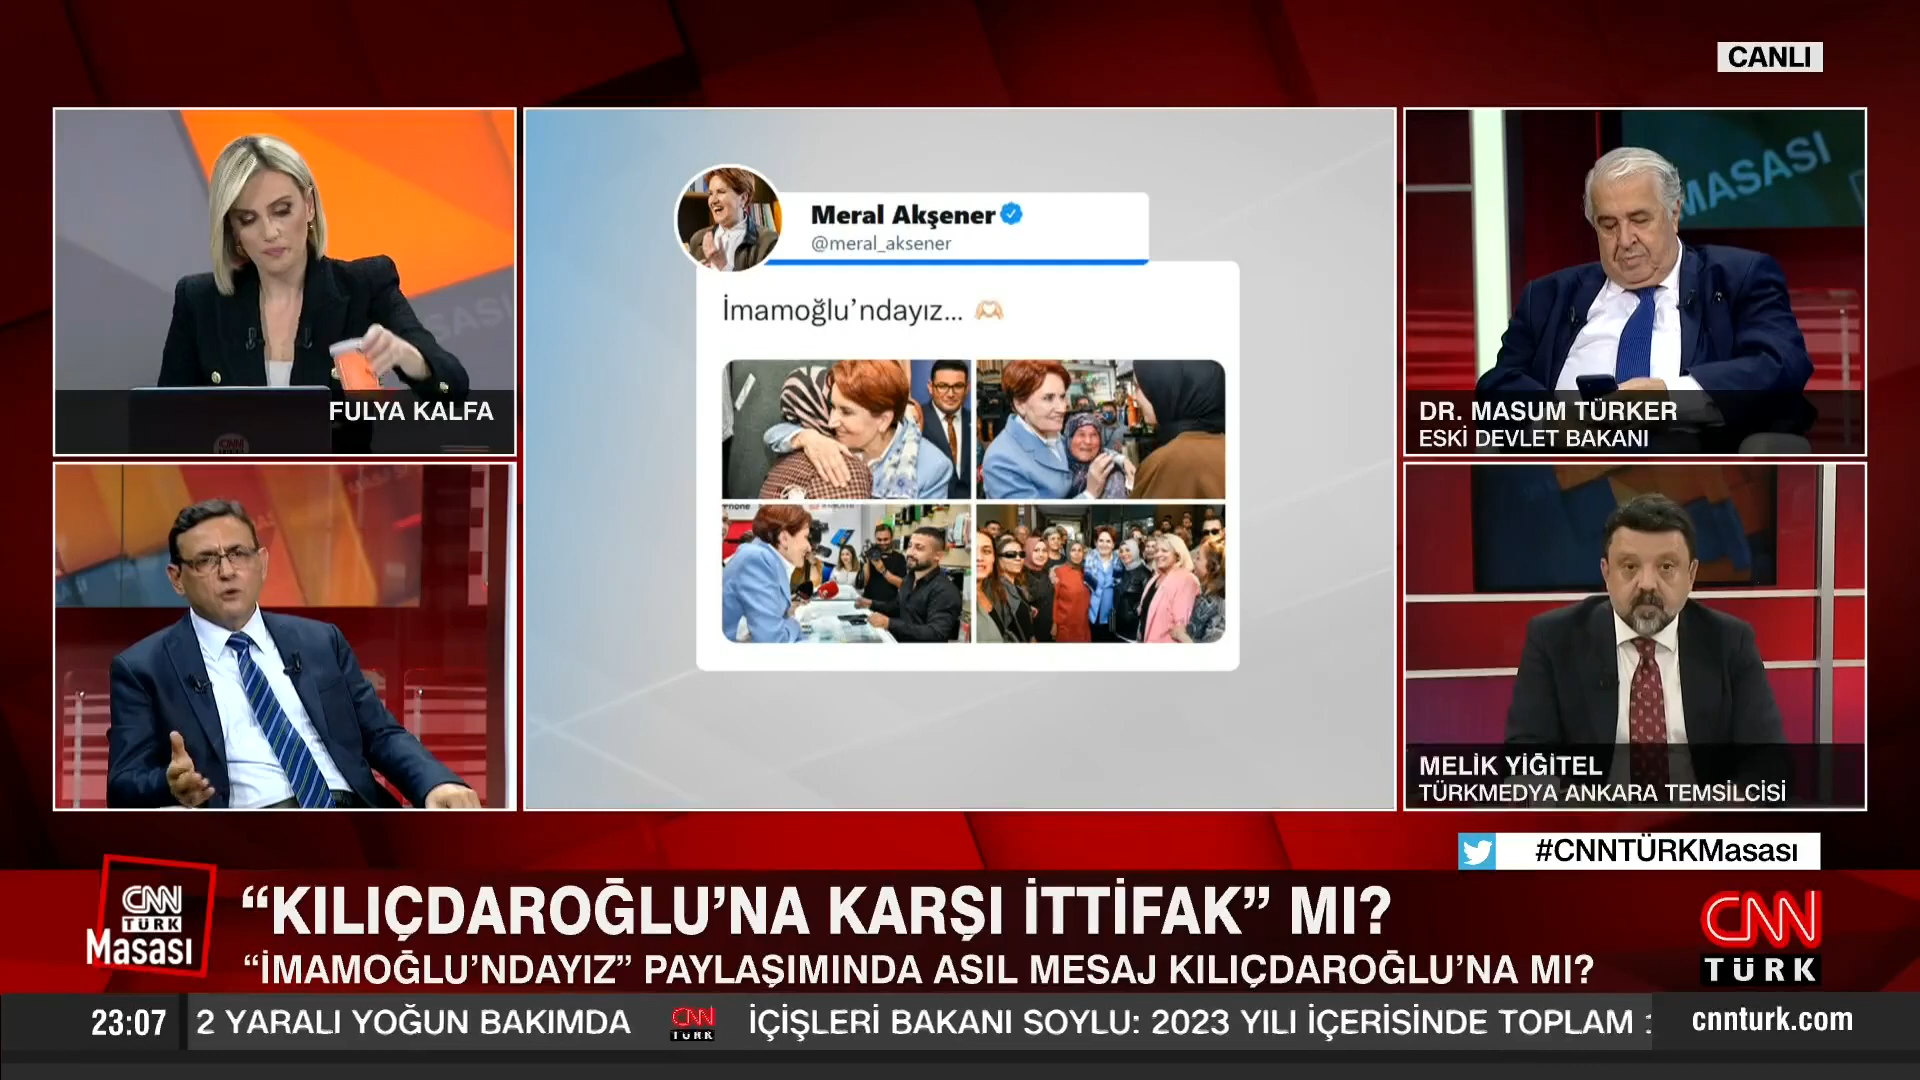 CANLI
MASASI
FULYA KALFA
Meral Akşener
@meral_aksener
İmamoğlu'ndayız...
DR. MASUM TÜRKER
ESKİ DEVLET BAKANI
MELİK YİĞİTEL
TÜRKMEDYA ANKARA TEMSİLCİSİ
#CNNTÜRKMasası
CNN
TÜRK
Masası
“KILIÇDAROĞLU’NA KARŞI İTTİFAK” MI?
“İMAMOĞLU’NDAYIZ” PAYLAŞIMINDA ASIL MESAJ KILIÇDAROĞLU’NA MI?
CNN
TÜRK
23:07
2 YARALI YOĞUN BAKIMDA
CNN
TÜRK
İÇİŞLERİ BAKANI SOYLU: 2023 YILI İÇERİSİNDE TOPLAM
cnnturk.com